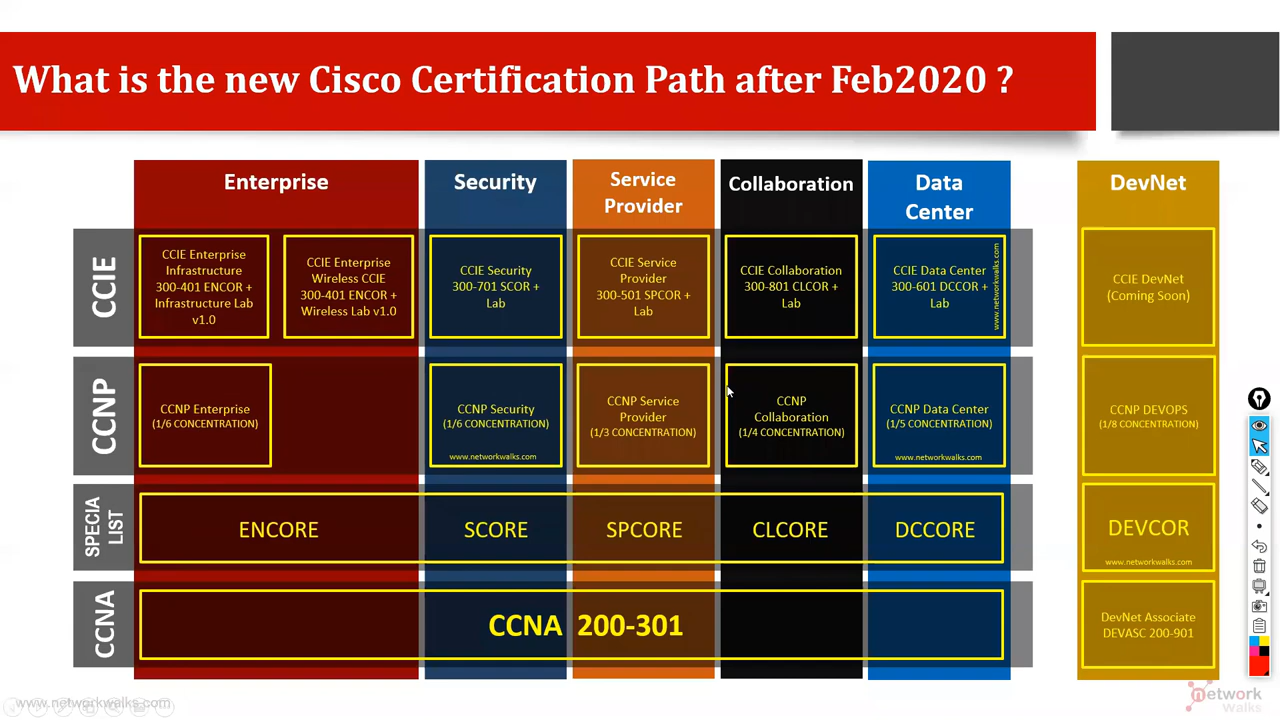 What is the new Cisco Certification Path after Feb2020 ?
Enterprise
Security
Service
Provider
Collaboration
Data
Center
DevNet
CCIE
CCIE Enterprise
Infrastructure
300-401 ENCOR +
Infrastructure Lab
v1.0
CCIE Enterprise
Wireless CCIE
300-401 ENCOR +
Wireless Lab v1.0
CCIE Security
300-701 SCOR +
Lab
CCIE Service
Provider
300-501 SPCOR +
Lab
CCIE Collaboration
300-801 CLCOR +
Lab
CCIE Data Center
300-601 DCCOR +
Lab
www.networkwalks.com
CCIE DevNet
(Coming Soon)
CCNP
CCNP Enterprise
(1/6 CONCENTRATION)
CCNP Security
(1/6 CONCENTRATION)
www.networkwalks.com
CCNP Service
Provider
(1/3 CONCENTRATION)
CCNP
Collaboration
(1/4 CONCENTRATION)
CCNP Data Center
(1/5 CONCENTRATION)
www.networkwalks.com
CCNP DEVOPS
(1/8 CONCENTRATION)
SPECIA
LIST
ENCORE
SCORE
SPCORE
CLCORE
DCCORE
DEVCOR
www.networkwalks.com
CCNA
CCNA 200-301
DevNet Associate
DEVASC 200-901
www.networkwalks.com
network
Walks